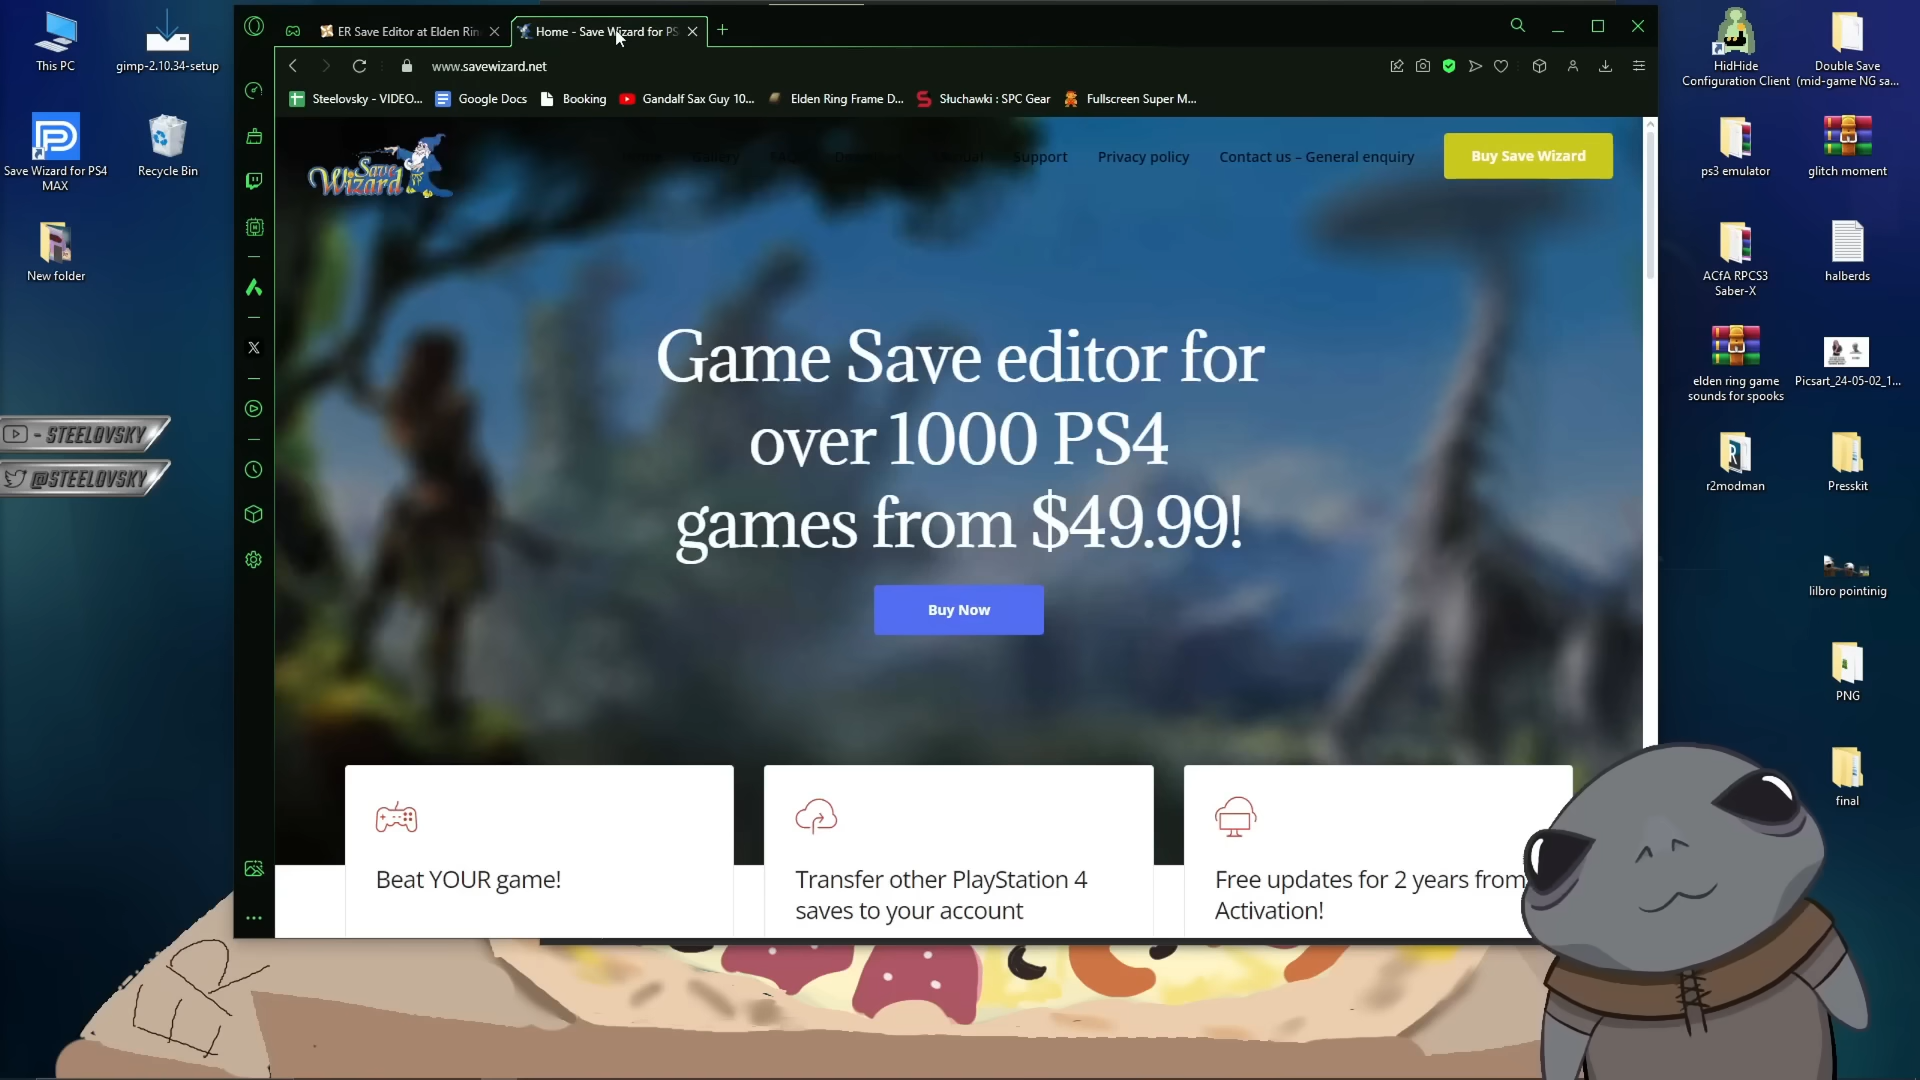 ER Save Editor at Elden Rin
Home - Save Wizard for PS
www.savewizard.net
Steelovsky - VIDEO...
Google Docs
Booking
Gandalf Sax Guy 10...
Elden Ring Frame D...
Słuchawki : SPC Gear
Fullscreen Super M...
This PC
gimp-2.10.34-setup
Save Wizard for PS4
MAX
Recycle Bin
New folder
- STEELOVSKY
@STEELOVSKY
Save
Wizard
Gallery
Support
Privacy policy
Contact us – General enquiry
Buy Save Wizard
Game Save editor for
over 1000 PS4
games from $49.99!
Buy Now
Beat YOUR game!
Transfer other PlayStation 4
saves to your account
Free updates for 2 years from
Activation!
HidHide
Configuration Client
Double Save
(mid-game NG sa...
ps3 emulator
glitch moment
ACfA RPCS3
Saber-X
halberds
elden ring game
sounds for spooks
Picsart_24-05-02_1...
r2modman
Presskit
lilbro pointinig
PNG
final